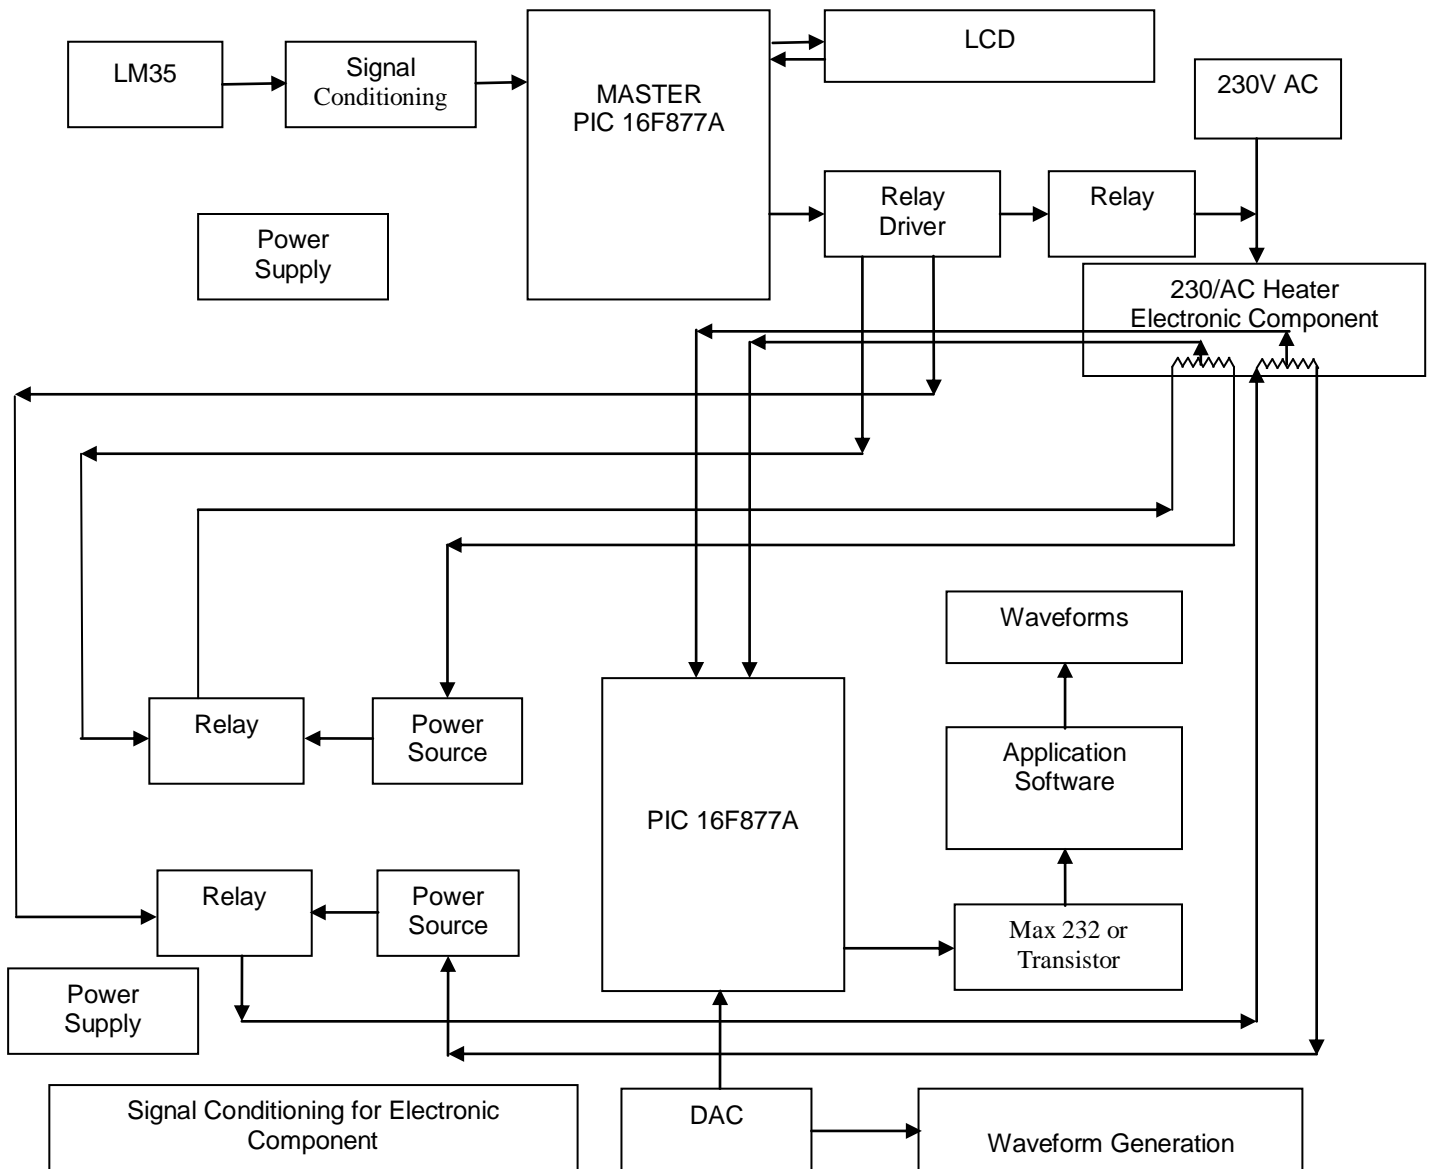 LM35
Signal
Conditioning
MASTER
PIC 16F877A
LCD
230V AC
Relay
Driver
Relay
Power
Supply
230/AC Heater
Electronic Component
Waveforms
Relay
Power
Source
Application
Software
PIC 16F877A
Relay
Power
Source
Max 232 or
Transistor
Power
Supply
Signal Conditioning for Electronic
Component
DAC
Waveform Generation